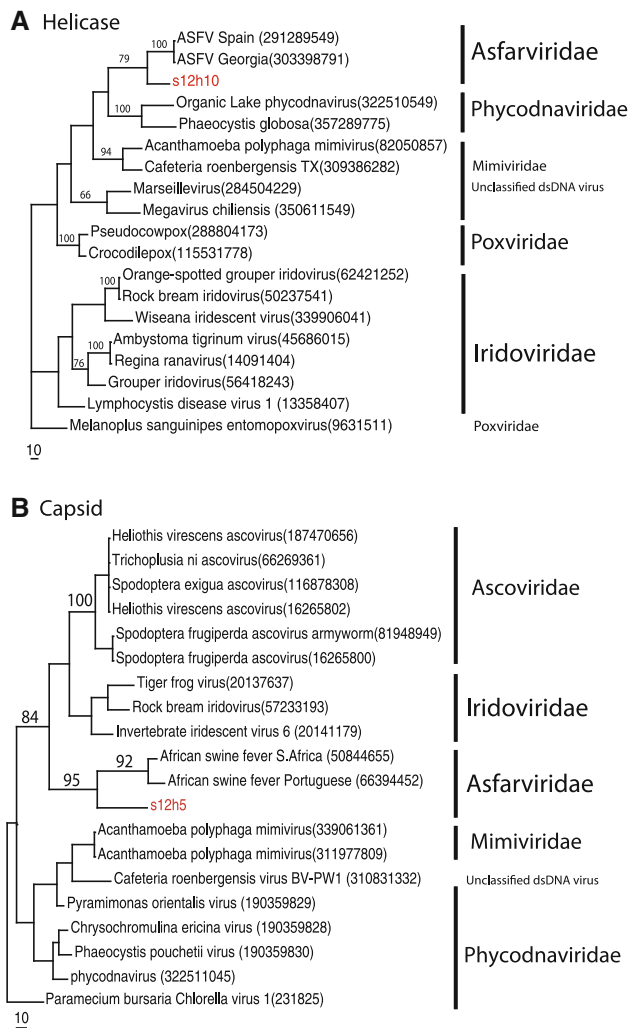 A Helicase
100
ASFV Spain (291289549)
79
ASFV Georgia(303398791)
s12h10
Asfarviridae
Organic Lake phycodnavirus(322510549)
100
Phaeocystis globosa(357289775)
Phycodnaviridae
Acanthamoeba polyphaga mimivirus(82050857)
94
Cafeteria roenbergensis TX(309386282)
Mimiviridae
Marseillevirus(284504229)
Unclassified dsDNA virus
66
Megavirus chiliensis (350611549)
Pseudocowpox(288804173)
100
Crocodilepox(115531778)
Poxviridae
Orange-spotted grouper iridovirus(62421252)
100
Rock bream iridovirus(50237541)
Wiseana iridescent virus(339906041)
Ambystoma tigrinum virus(45686015)
100
Regina ranavirus(14091404)
76
Grouper iridovirus(56418243)
Lymphocystis disease virus 1 (13358407)
Iridoviridae
Melanoplus sanguinipes entomopoxvirus(9631511)
Poxviridae
10
B Capsid
Heliothis virescens ascovirus(187470656)
Trichoplusia ni ascovirus(66269361)
Spodoptera exigua ascovirus(116878308)
100
Heliothis virescens ascovirus(16265802)
Spodoptera frugiperda ascovirus armyworm(81948949)
Spodoptera frugiperda ascovirus(16265800)
Ascoviridae
Tiger frog virus(20137637)
Rock bream iridovirus(57233193)
Invertebrate iridescent virus 6 (20141179)
Iridoviridae
84
African swine fever S.Africa (50844655)
92
African swine fever Portuguese (66394452)
95
s12h5
Asfarviridae
Acanthamoeba polyphaga mimivirus(339061361)
Acanthamoeba polyphaga mimivirus(311977809)
Mimiviridae
Cafeteria roenbergensis virus BV-PW1 (310831332)
Unclassified dsDNA virus
Pyramimonas orientalis virus (190359829)
Chrysochromulina ericina virus (190359828)
Phaeocystis pouchetii virus (190359830)
phycodnavirus (322511045)
Paramecium bursaria Chlorella virus 1(231825)
Phycodnaviridae
10